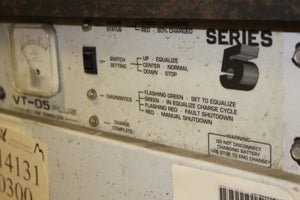 STATUS
RED - 80% CHARGED
SERIES
5
SWITCH
SETTING
UP - EQUALIZE
CENTER - NORMAL
DOWN - STOP
VT-05
DIAGNOSTICS
FLASHING GREEN - SET TO EQUALIZE
GREEN - IN EQUALIZE CHARGE CYCLE
FLASHING RED - FAULT SHUTDOWN
RED - MANUAL SHUTDOWN
CHARGE
COMPLETE
WARNING
DO NOT DISCONNECT
CHARGING BATTERY
USE STOP TO END CHARGE
14131
0300